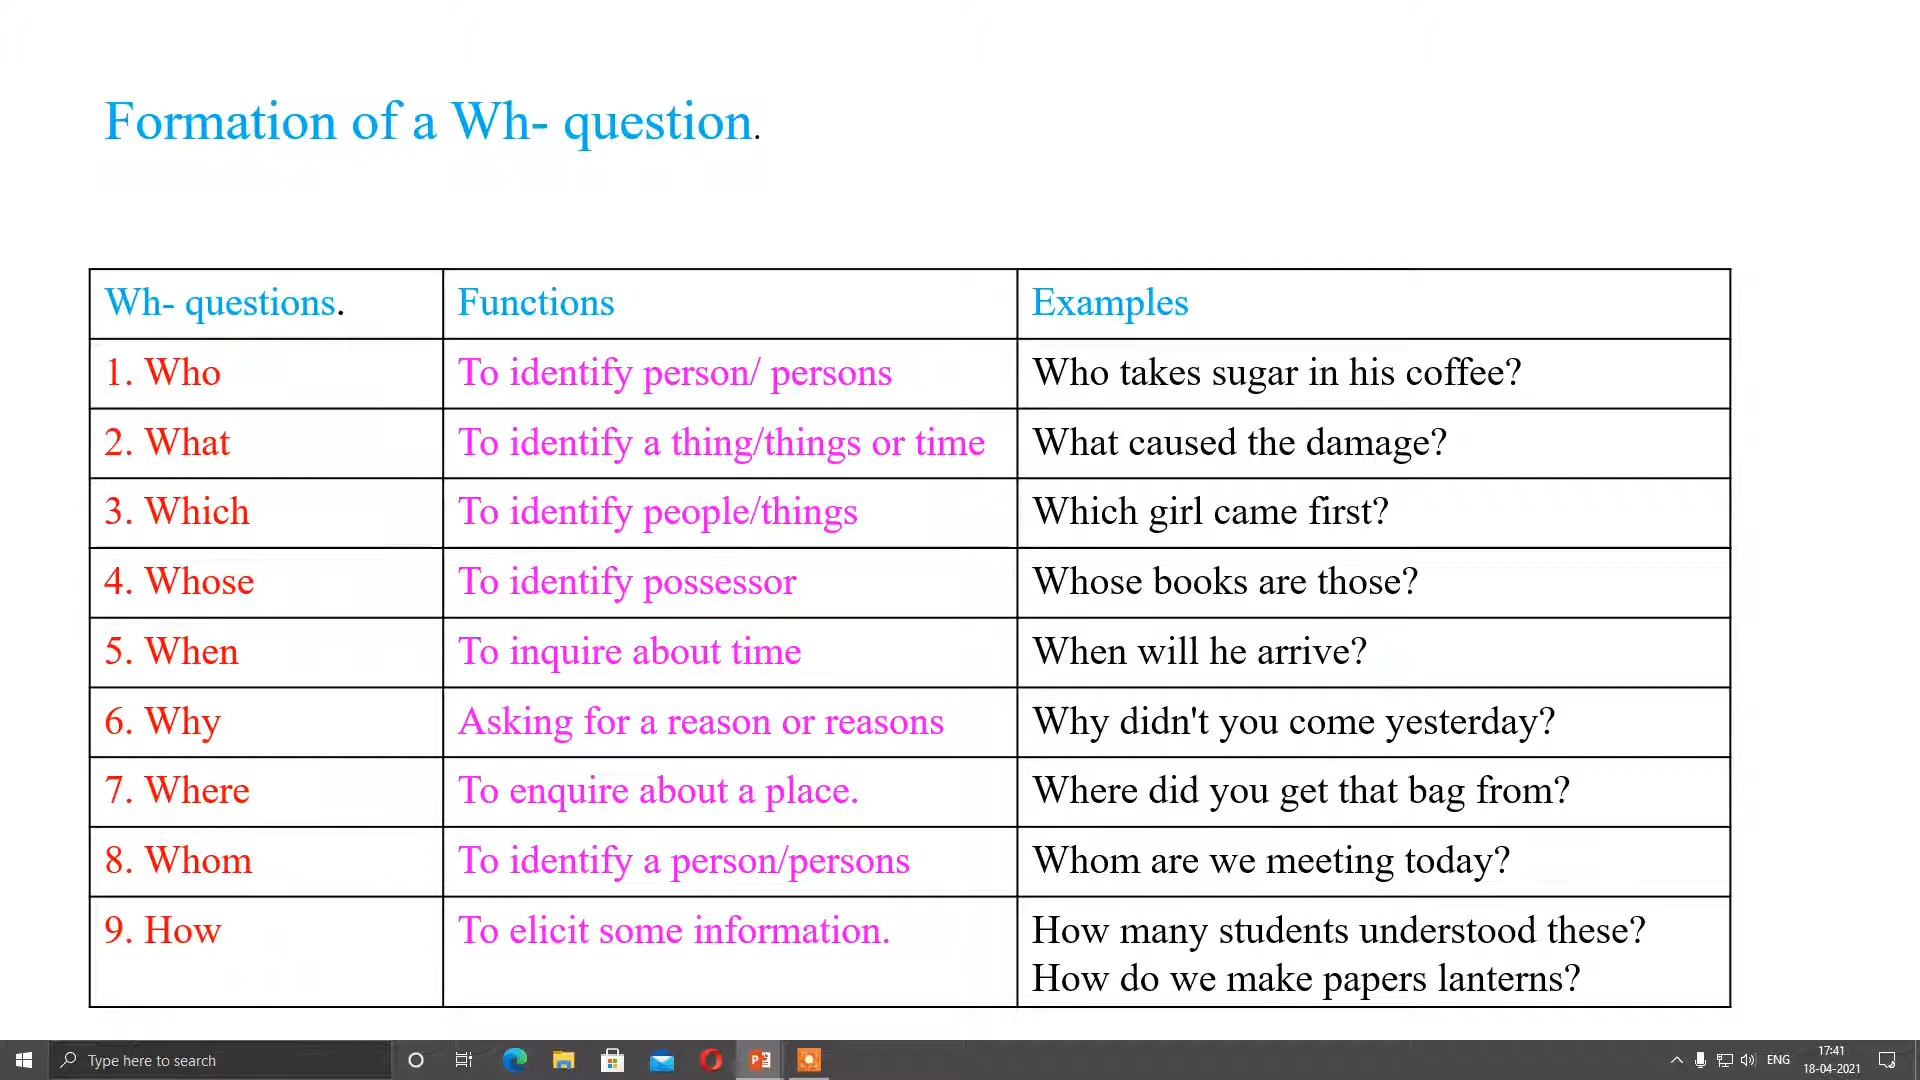 Formation of a Wh- question.
Wh- questions.
Functions
Examples
1. Who
To identify person/ persons
Who takes sugar in his coffee?
2. What
To identify a thing/things or time
What caused the damage?
3. Which
To identify people/things
Which girl came first?
4. Whose
To identify possessor
Whose books are those?
5. When
To inquire about time
When will he arrive?
6. Why
Asking for a reason or reasons
Why didn't you come yesterday?
7. Where
To enquire about a place.
Where did you get that bag from?
8. Whom
To identify a person/persons
Whom are we meeting today?
9. How
To elicit some information.
How many students understood these?
How do we make papers lanterns?
Type here to search
ENG
17:41
18-04-2021